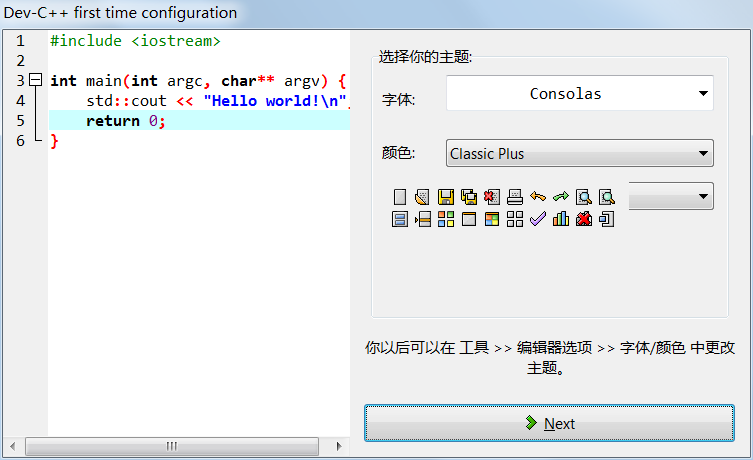 Dev-C++ first time configuration
1 #include <iostream>
2
3 int main(int argc, char** argv) {
4 std::cout << "Hello world!\n"
5 return 0;
6 }
选择你的主题:
字体: Consolas
颜色: Classic Plus
你以后可以在 工具 >> 编辑器选项 >> 字体/颜色 中更改
主题。
Next